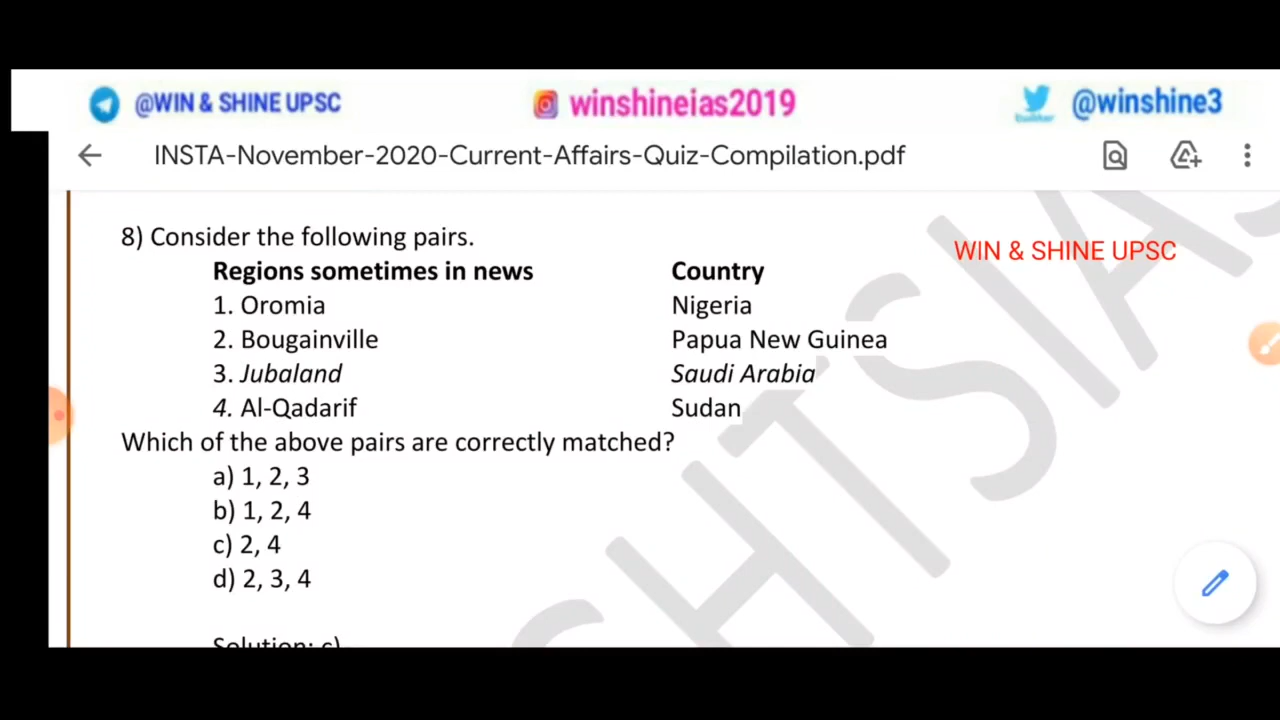 @WIN & SHINE UPSC winshineias2019 @winshine3
INSTA-November-2020-Current-Affairs-Quiz-Compilation.pdf
8) Consider the following pairs.
WIN & SHINE UPSC
Regions sometimes in news Country
1. Oromia Nigeria
2. Bougainville Papua New Guinea
3. Jubaland Saudi Arabia
4. Al-Qadarif Sudan
Which of the above pairs are correctly matched?
a) 1, 2, 3
b) 1, 2, 4
c) 2, 4
d) 2, 3, 4
Solution: c)